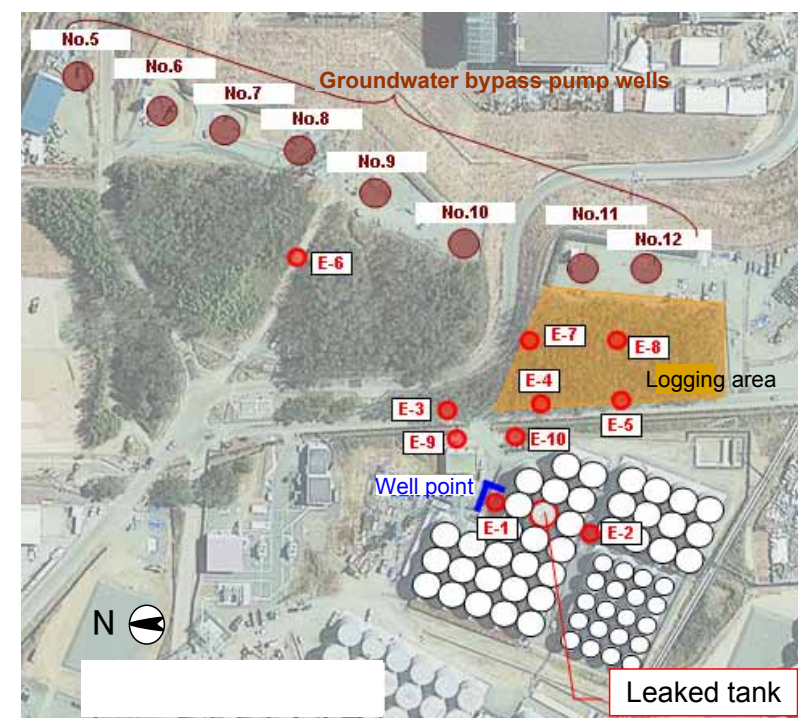 No.5
No.6
No.7
No.8
No.9
No.10
No.11
No.12
Groundwater bypass pump wells
E-6
E-7
E-8
Logging area
E-4
E-5
E-3
E-9
E-10
Well point
E-1
E-2
N
Leaked tank